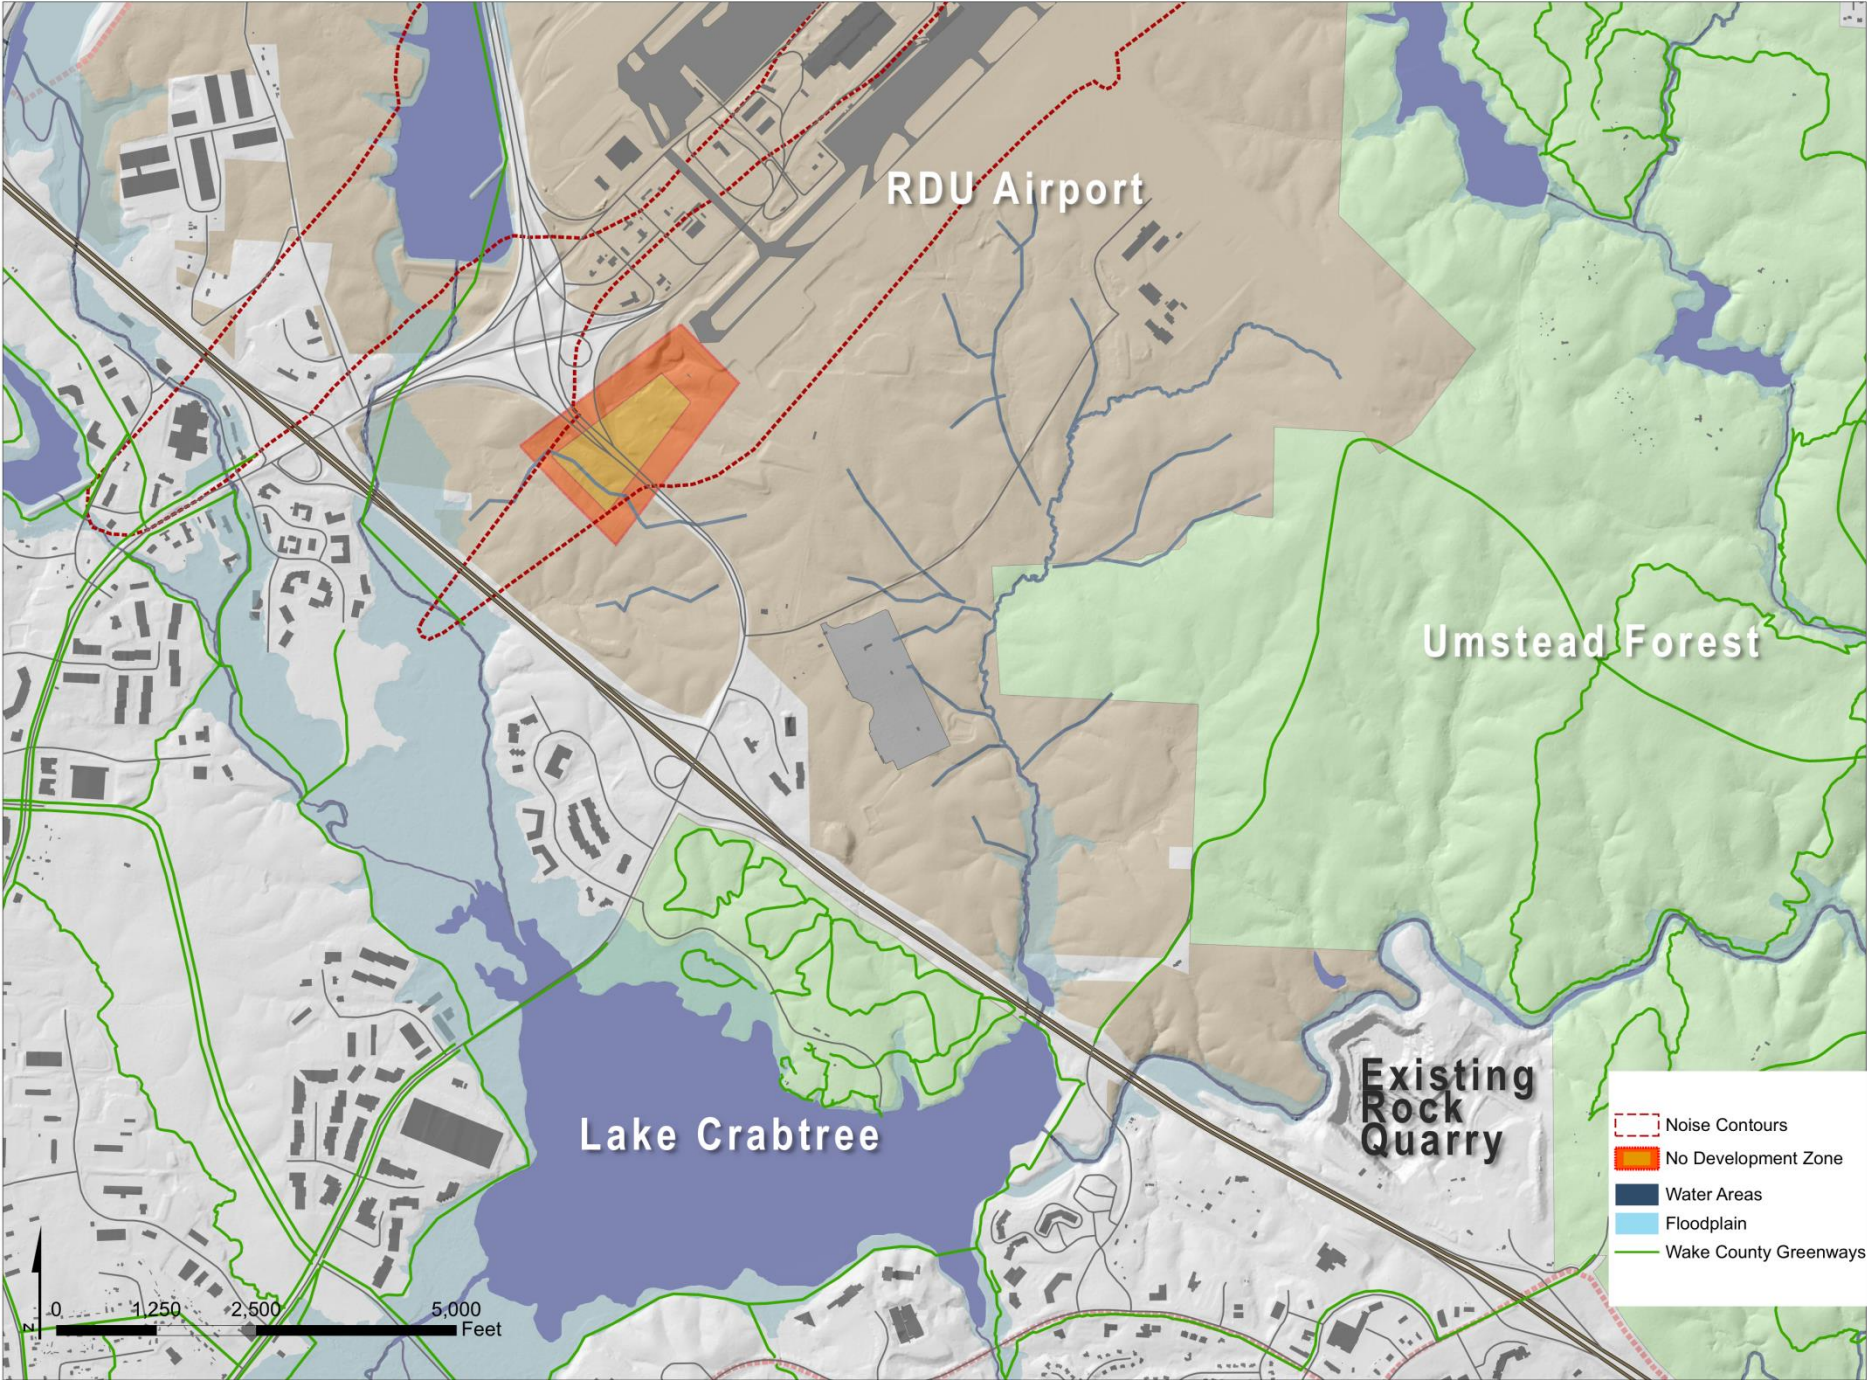 RDU Airport
Umstead Forest
Existing
Rock
Quarry
Lake Crabtree
Noise Contours
No Development Zone
Water Areas
Floodplain
Wake County Greenways
0 1,250 2,500 5,000
Feet
N